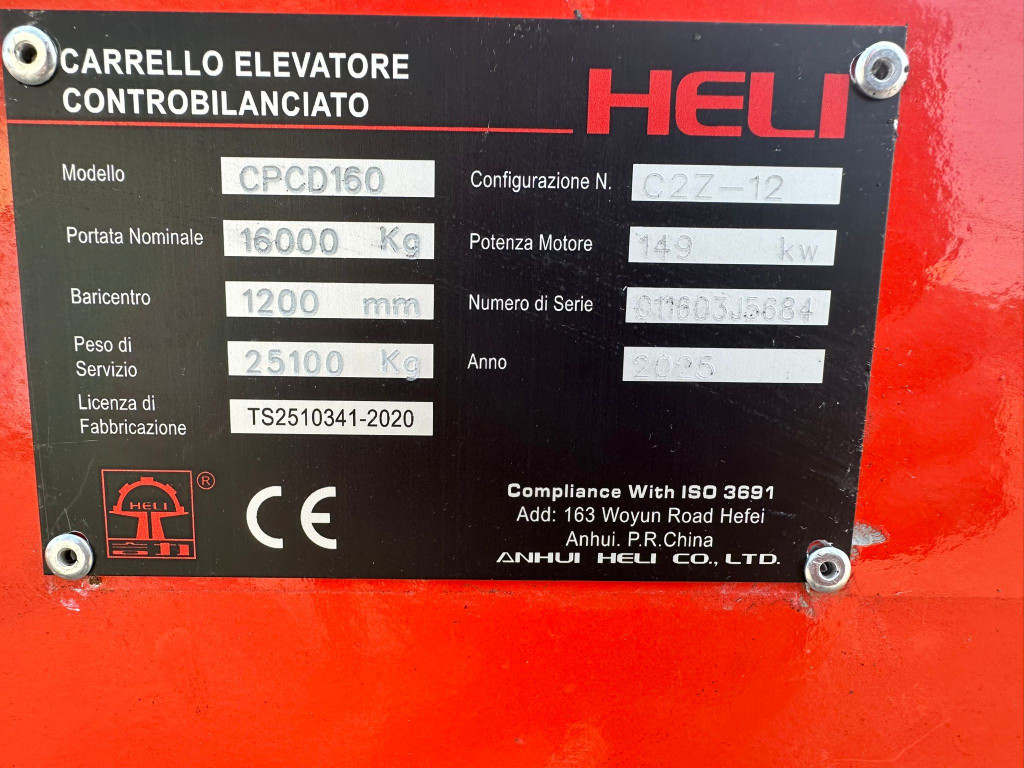 CARRELLO ELEVATORE
CONTROBILANCIATO
HELI
Modello CPCD160
Portata Nominale 16000 Kg
Baricentro 1200 mm
Peso di
Servizio 25100 Kg
Licenza di
Fabbricazione TS2510341-2020
Configurazione N. C2Z-12
Potenza Motore 149 kw
Numero di Serie 011603J5684
Anno 2025
HELI
合力
®
CE
Compliance With ISO 3691
Add: 163 Woyun Road Hefei
Anhui. P.R.China
ANHUI HELI CO., LTD.